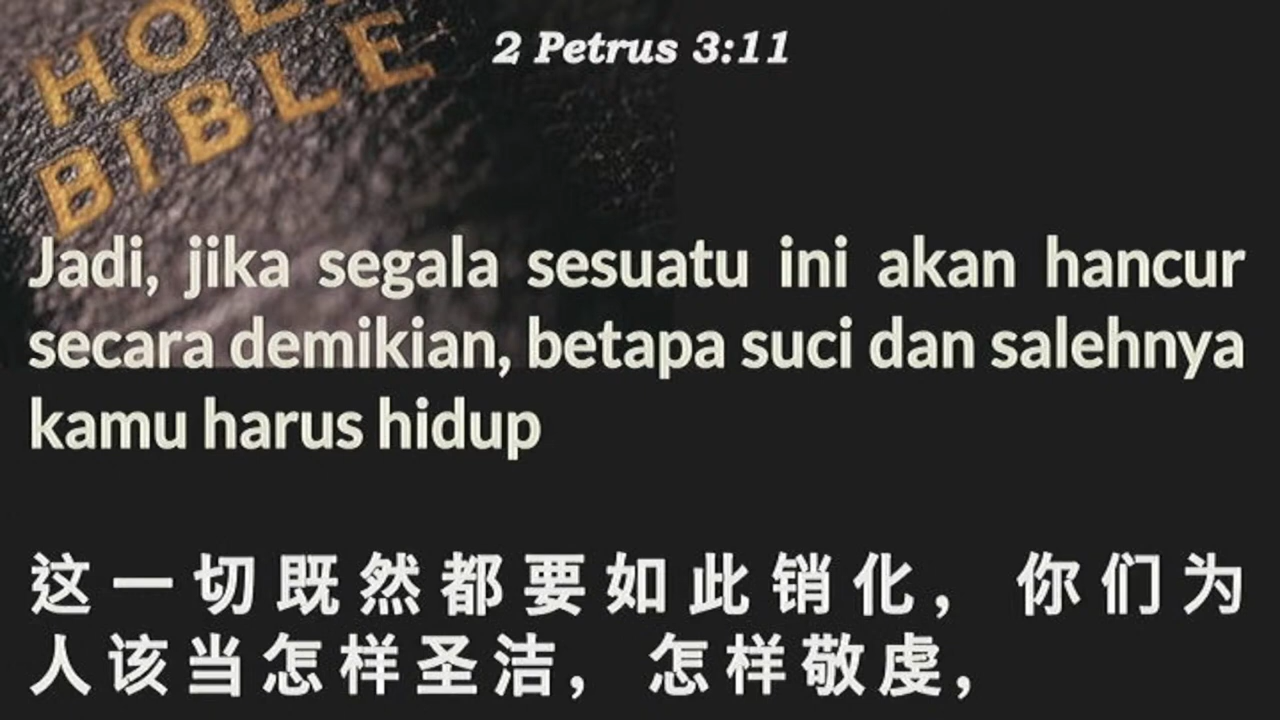 HOL
BIBLE
2 Petrus 3:11
Jadi, jika segala sesuatu ini akan hancur
secara demikian, betapa suci dan salehnya
kamu harus hidup
这一切既然都要如此销化，你们为
人该当怎样圣洁，怎样敬虔，